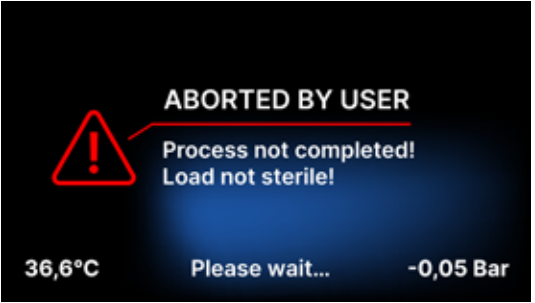 ABORTED BY USER
Process not completed!
Load not sterile!
36,6°C Please wait... -0,05 Bar